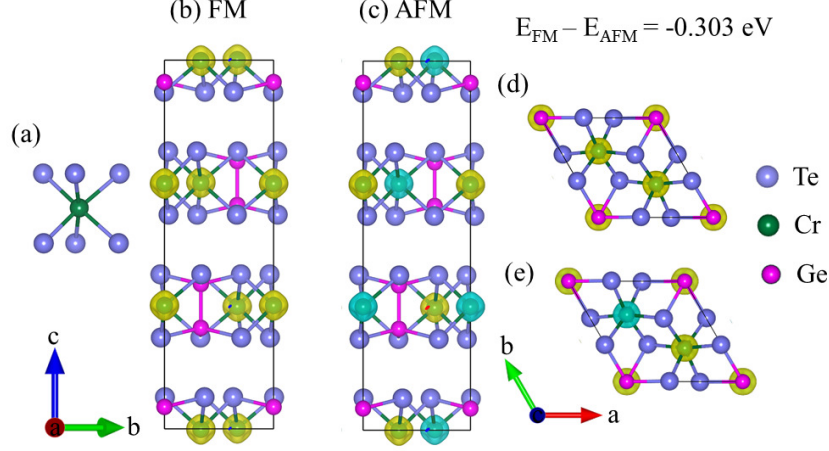 (b) FM
(c) AFM
E_FM – E_AFM = -0.303 eV
(a)
(d)
(e)
Te
Cr
Ge
c
a
b
b
c
a